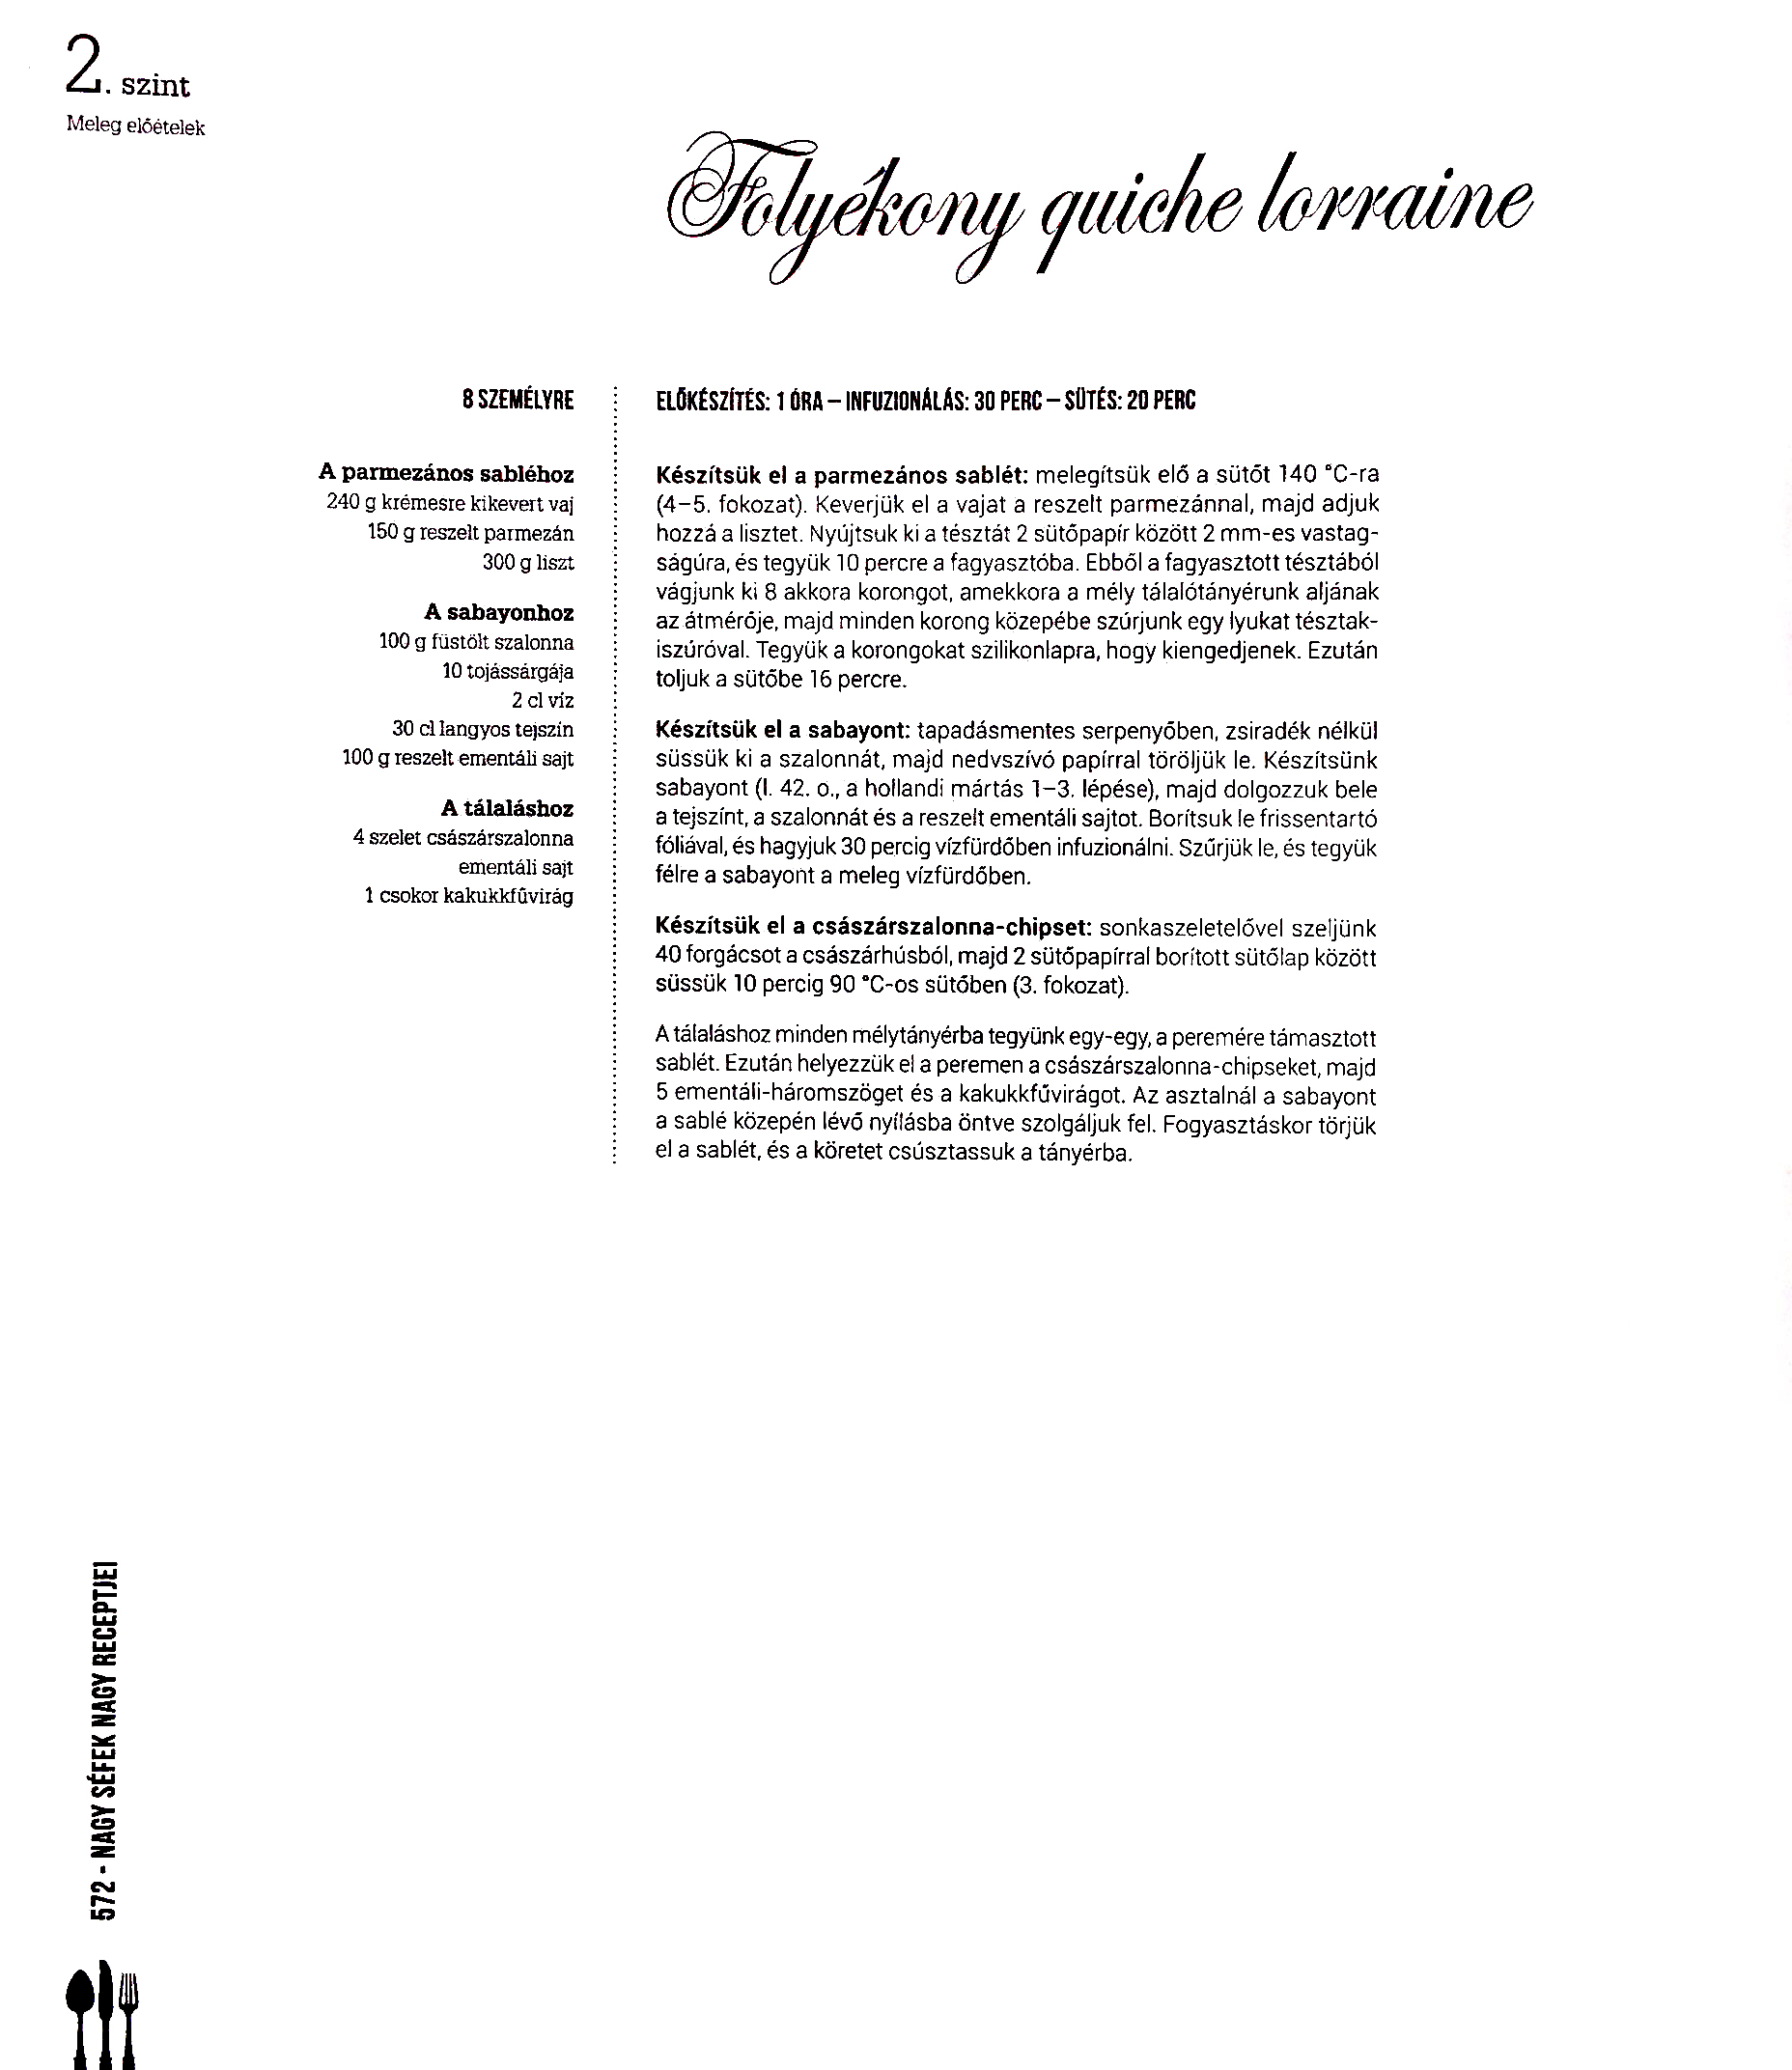 2. szint
Meleg előételek
Folyékony quiche lorraine
8 SZEMÉLYRE
A parmezános sabléhoz
240 g krémesre kikevert vaj
150 g reszelt parmezán
300 g liszt
A sabayonhoz
100 g füstölt szalonna
10 tojássárgája
2 cl víz
30 cl langyos tejszín
100 g reszelt ementáli sajt
A tálaláshoz
4 szelet császárszalonna
ementáli sajt
1 csokor kakukkfűvirág
ELŐKÉSZÍTÉS: 1 ÓRA – INFUZIONÁLÁS: 30 PERC – SÜTÉS: 20 PERC
Készítsük el a parmezános sablét: melegítsük elő a sütőt 140 °C-ra
(4–5. fokozat). Keverjük el a vajat a reszelt parmezánnal, majd adjuk
hozzá a lisztet. Nyújtsuk ki a tésztát 2 sütőpapír között 2 mm-es vastag-
ságúra, és tegyük 10 percre a fagyasztóba. Ebből a fagyasztott tésztából
vágjunk ki 8 akkora korongot, amekkora a mély tálalótányérunk aljának
az átmérője, majd minden korong közepébe szúrjunk egy lyukat tésztak-
iszúróval. Tegyük a korongokat szilikonlapra, hogy kiengedjenek. Ezután
toljuk a sütőbe 16 percre.
Készítsük el a sabayont: tapadásmentes serpenyőben, zsiradék nélkül
süssük ki a szalonnát, majd nedvszívó papírral töröljük le. Készítsünk
sabayont (l. 42. o., a hollandi mártás 1–3. lépése), majd dolgozzuk bele
a tejszínt, a szalonnát és a reszelt ementáli sajtot. Borítsuk le frissentartó
fóliával, és hagyjuk 30 percig vízfürdőben infuzionálni. Szűrjük le, és tegyük
félre a sabayont a meleg vízfürdőben.
Készítsük el a császárszalonna-chipset: sonkaszeletelővel szeljünk
40 forgácsot a császárhúsból, majd 2 sütőpapírral borított sütőlap között
süssük 10 percig 90 °C-os sütőben (3. fokozat).
A tálaláshoz minden mélytányérba tegyünk egy-egy, a peremére támasztott
sablét. Ezután helyezzük el a peremen a császárszalonna-chipseket, majd
5 ementáli-háromszöget és a kakukkfűvirágot. Az asztalnál a sabayont
a sablé közepén lévő nyílásba öntve szolgáljuk fel. Fogyasztáskor törjük
el a sablét, és a köretet csúsztassuk a tányérba.
572 - NAGY SÉFEK NAGY RECEPTJEI